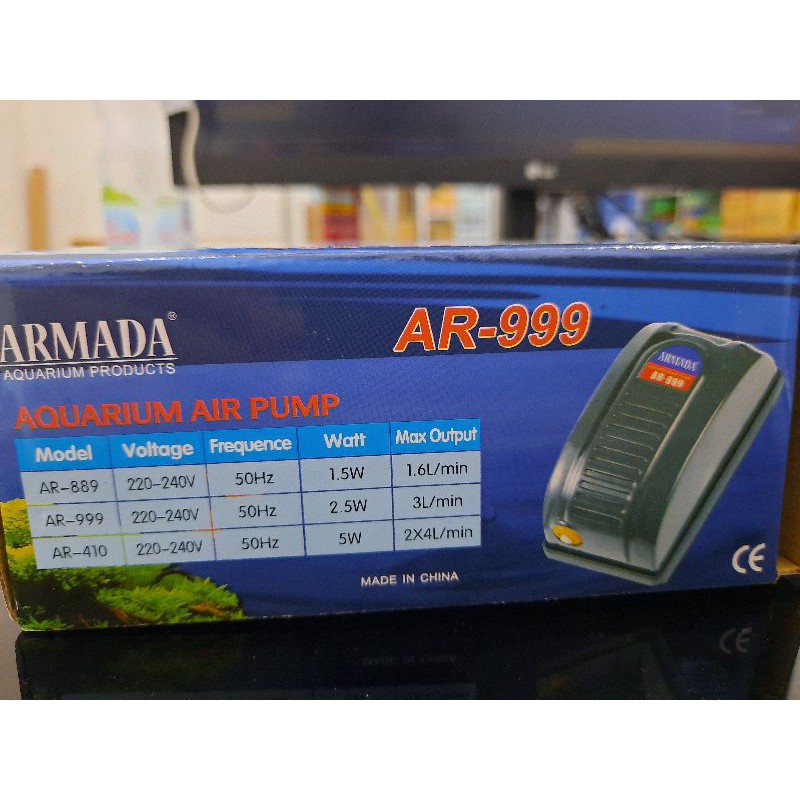 LG
ARMADA®
AQUARIUM PRODUCTS
AR-999
AQUARIUM AIR PUMP
Model Voltage Frequence Watt Max Output
AR-889 220-240V 50Hz 1.5W 1.6L/min
AR-999 220-240V 50Hz 2.5W 3L/min
AR-410 220-240V 50Hz 5W 2X4L/min
MADE IN CHINA
ARMADA
AR-999
CE